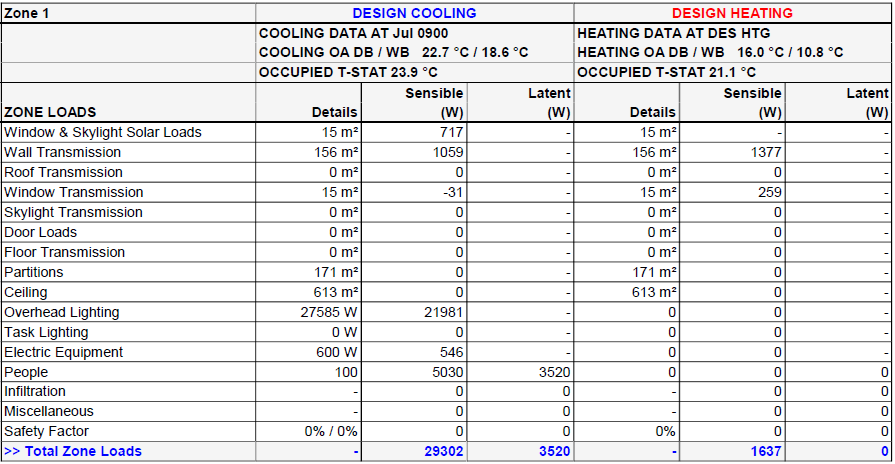 Zone 1 DESIGN COOLING DESIGN HEATING
COOLING DATA AT Jul 0900 HEATING DATA AT DES HTG
COOLING OA DB / WB 22.7 °C / 18.6 °C HEATING OA DB / WB 16.0 °C / 10.8 °C
OCCUPIED T-STAT 23.9 °C OCCUPIED T-STAT 21.1 °C
Sensible Latent Sensible Latent
ZONE LOADS Details (W) (W) Details (W) (W)
Window & Skylight Solar Loads 15 m² 717 - 15 m² - -
Wall Transmission 156 m² 1059 - 156 m² 1377 -
Roof Transmission 0 m² 0 - 0 m² 0 -
Window Transmission 15 m² -31 - 15 m² 259 -
Skylight Transmission 0 m² 0 - 0 m² 0 -
Door Loads 0 m² 0 - 0 m² 0 -
Floor Transmission 0 m² 0 - 0 m² 0 -
Partitions 171 m² 0 - 171 m² 0 -
Ceiling 613 m² 0 - 613 m² 0 -
Overhead Lighting 27585 W 21981 - 0 0 -
Task Lighting 0 W 0 - 0 0 -
Electric Equipment 600 W 546 - 0 0 -
People 100 5030 3520 0 0 0
Infiltration - 0 0 - 0 0
Miscellaneous - 0 0 - 0 0
Safety Factor 0% / 0% 0 0 0% 0 0
>> Total Zone Loads - 29302 3520 - 1637 0